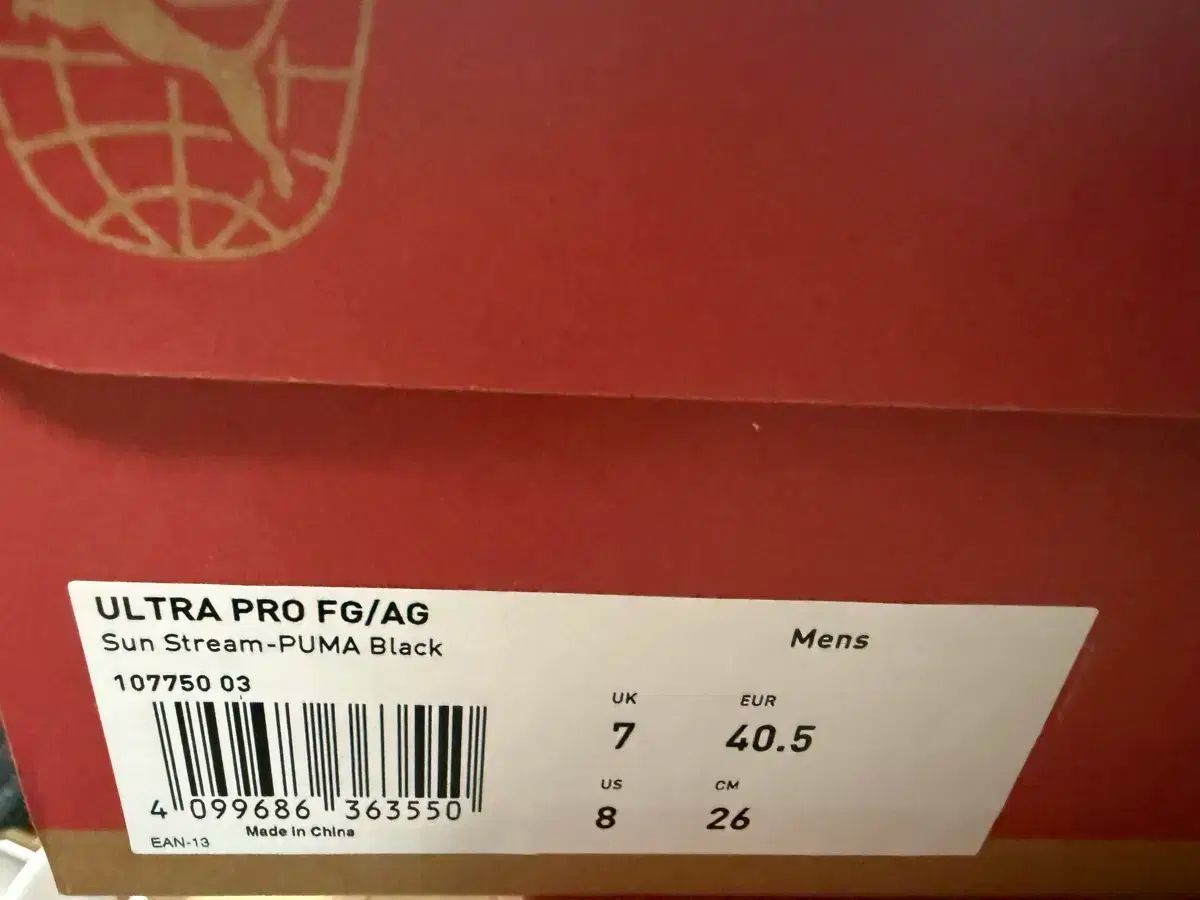 ULTRA PRO FG/AG
Sun Stream-PUMA Black
Mens
107750 03
UK EUR
7 40.5
US CM
8 26
4 099686 363550
Made in China
EAN-13